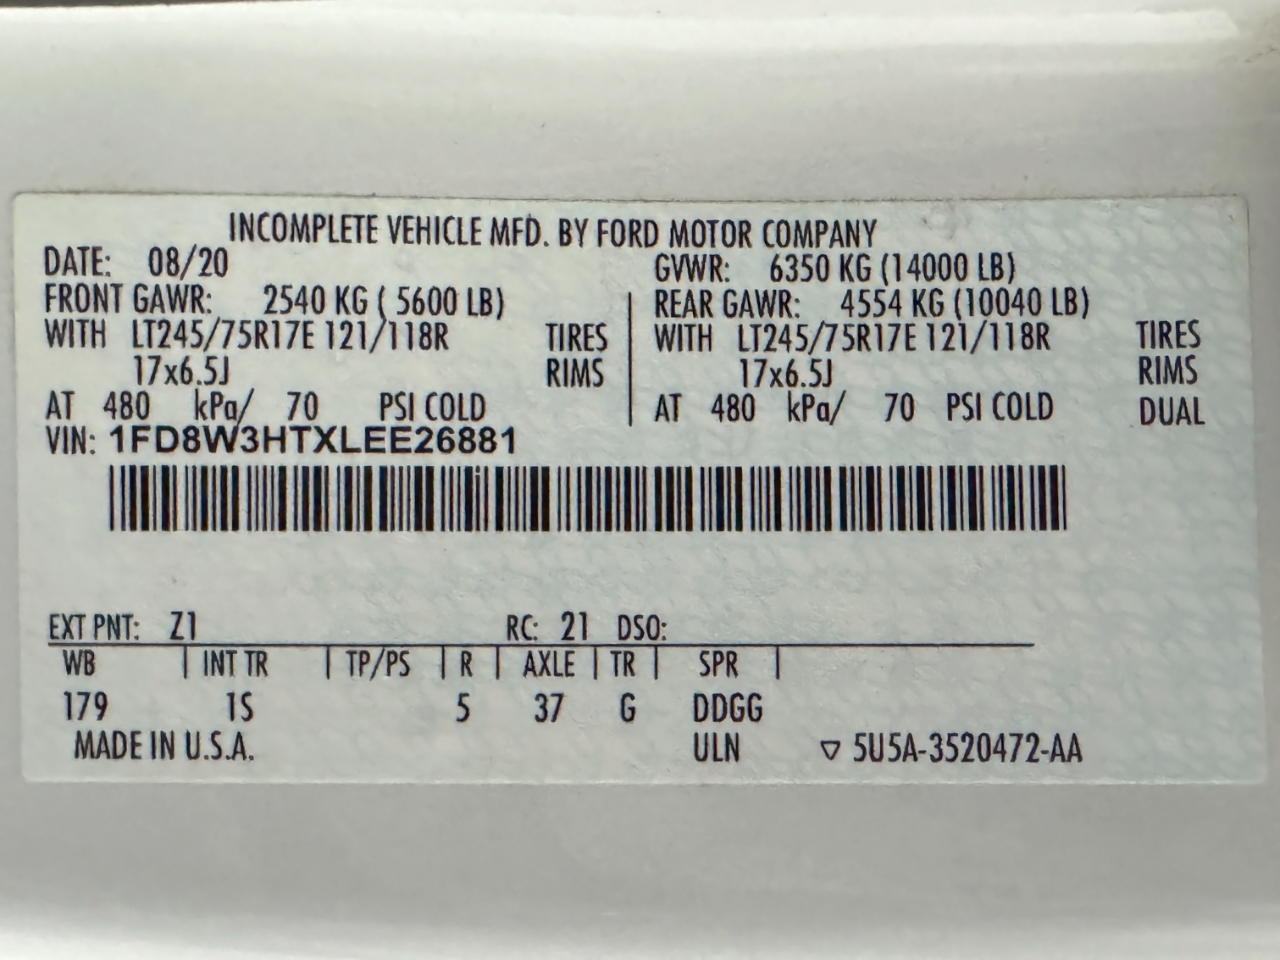 INCOMPLETE VEHICLE MFD. BY FORD MOTOR COMPANY
DATE: 08/20 GVWR: 6350 KG (14000 LB)
FRONT GAWR: 2540 KG ( 5600 LB) REAR GAWR: 4554 KG (10040 LB)
WITH LT245/75R17E 121/118R TIRES WITH LT245/75R17E 121/118R TIRES
17x6.5J RIMS 17x6.5J RIMS
AT 480 kPa/ 70 PSI COLD AT 480 kPa/ 70 PSI COLD DUAL
VIN: 1FD8W3HTXLEE26881
EXT PNT: Z1 RC: 21 DSO:
WB INT TR TP/PS R AXLE TR SPR
179 1S 5 37 G DDGG
MADE IN U.S.A. ULN ▽ 5U5A-3520472-AA